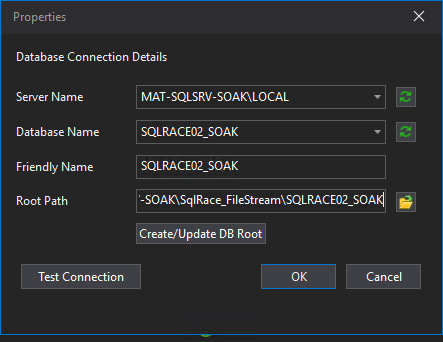 Properties
Database Connection Details
Server Name MAT-SQLSRV-SOAK\LOCAL
Database Name SQLRACE02_SOAK
Friendly Name SQLRACE02_SOAK
Root Path -SOAK\SqlRace_FileStream\SQLRACE02_SOAK
Create/Update DB Root
Test Connection OK Cancel